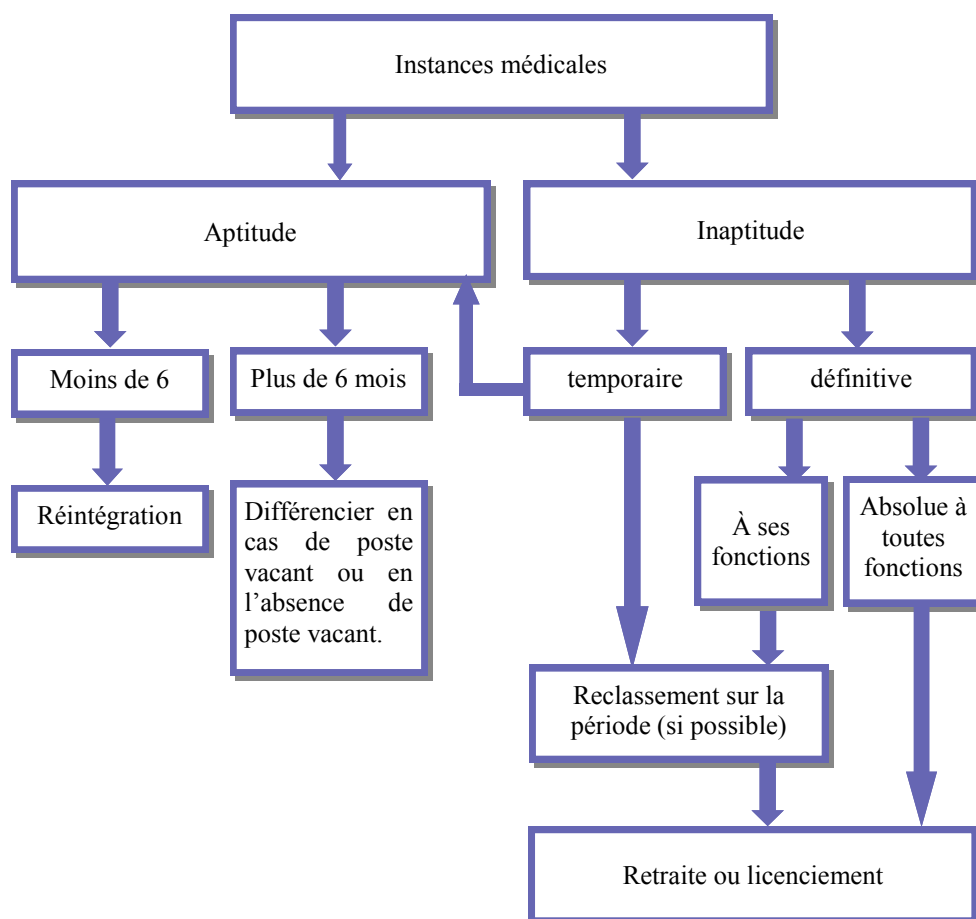 Instances médicales
Aptitude
Inaptitude
Moins de 6
Plus de 6 mois
temporaire
définitive
Réintégration
Différencier en
cas de poste
vacant ou en
l’absence de
poste vacant.
À ses
fonctions
Absolue à
toutes
fonctions
Reclassement sur la
période (si possible)
Retraite ou licenciement